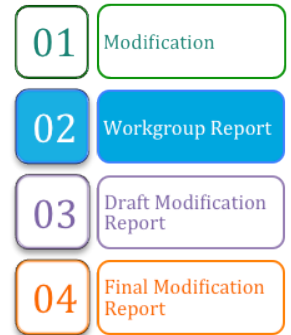 01
Modification
02
Workgroup Report
03
Draft Modification
Report
04
Final Modification
Report